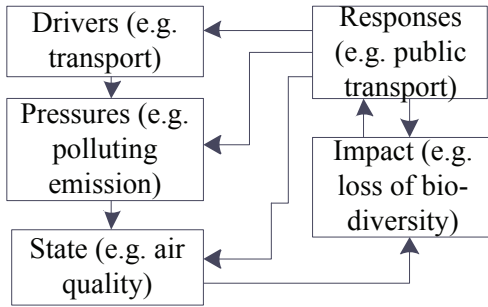 Drivers (e.g.
transport)
Pressures (e.g.
polluting
emission)
State (e.g. air
quality)
Responses
(e.g. public
transport)
Impact (e.g.
loss of bio-
diversity)